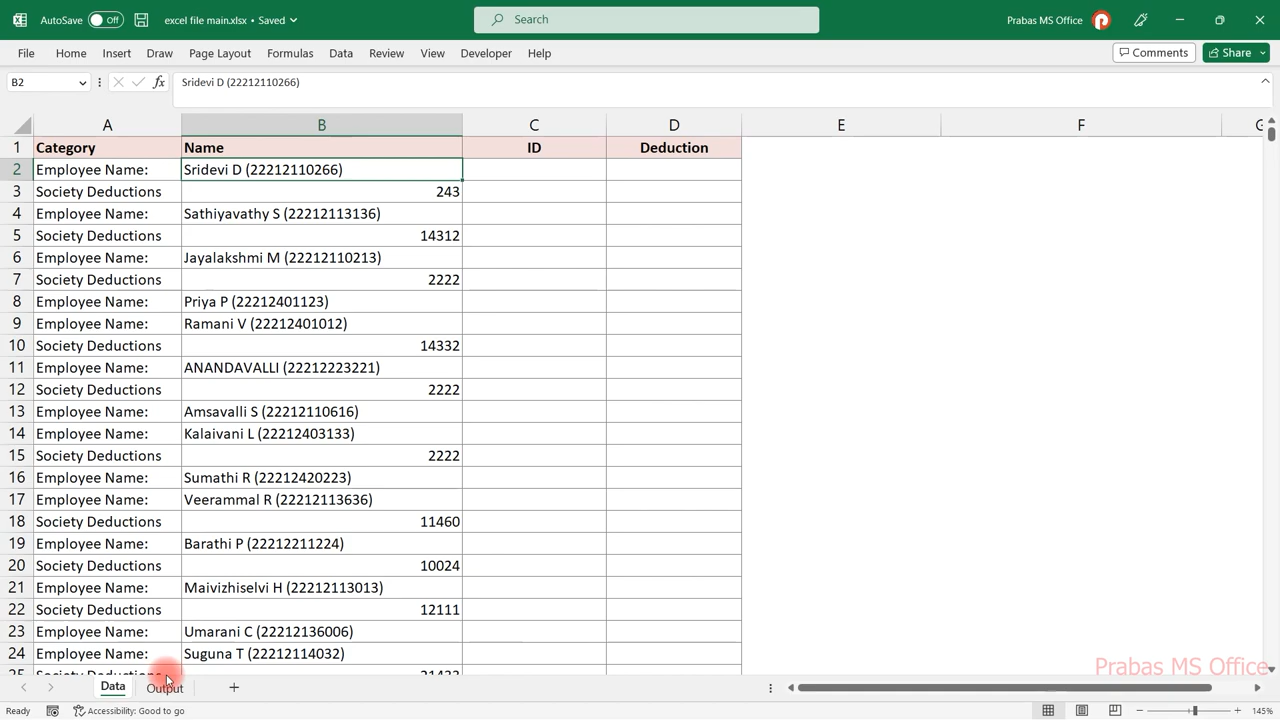 AutoSave Off excel file main.xlsx • Saved Search Prabas MS Office
File Home Insert Draw Page Layout Formulas Data Review View Developer Help Comments Share
B2 fx Sridevi D (22212110266)
A B C D E F G
1 Category Name ID Deduction
2 Employee Name: Sridevi D (22212110266)
3 Society Deductions 243
4 Employee Name: Sathiyavathy S (22212113136)
5 Society Deductions 14312
6 Employee Name: Jayalakshmi M (22212110213)
7 Society Deductions 2222
8 Employee Name: Priya P (22212401123)
9 Employee Name: Ramani V (22212401012)
10 Society Deductions 14332
11 Employee Name: ANANDAVALLI (22212223221)
12 Society Deductions 2222
13 Employee Name: Amsavalli S (22212110616)
14 Employee Name: Kalaivani L (22212403133)
15 Society Deductions 2222
16 Employee Name: Sumathi R (22212420223)
17 Employee Name: Veerammal R (22212113636)
18 Society Deductions 11460
19 Employee Name: Barathi P (22212211224)
20 Society Deductions 10024
21 Employee Name: Maivizhiselvi H (22212113013)
22 Society Deductions 12111
23 Employee Name: Umarani C (22212136006)
24 Employee Name: Suguna T (22212114032)
25 Society Deductions
Prabas MS Office
Data Output
Ready Accessibility: Good to go 145%